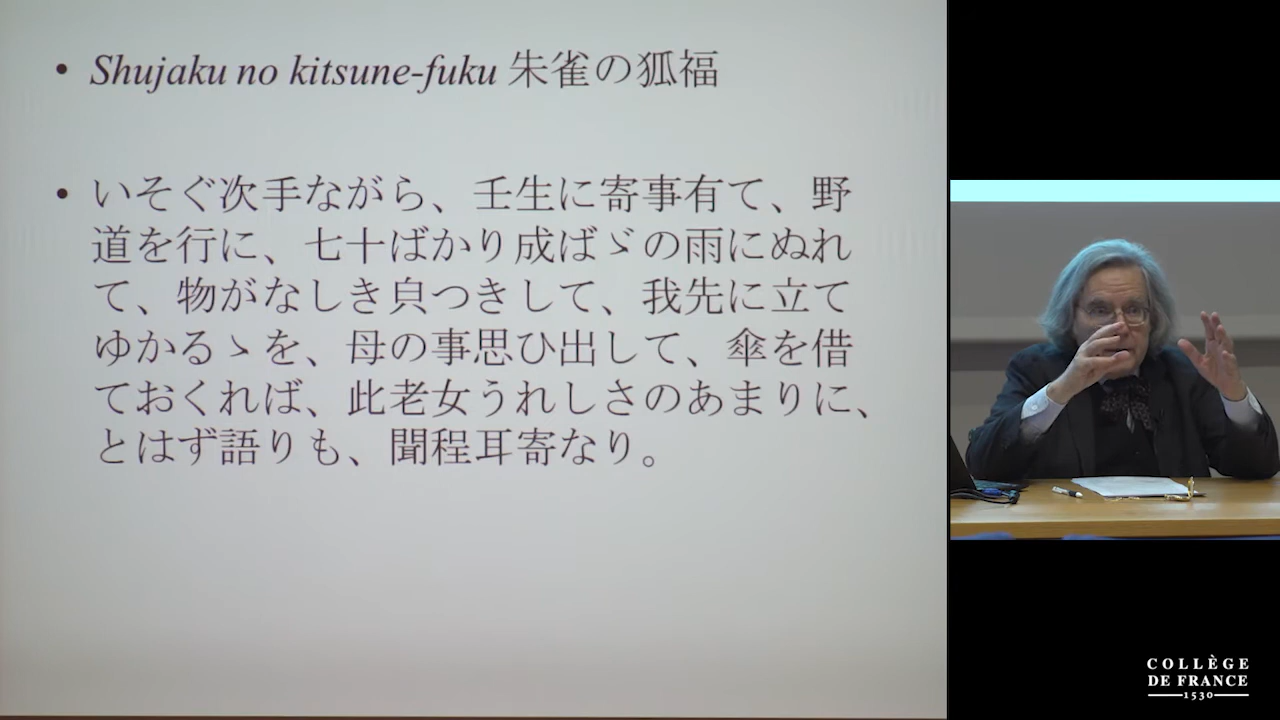 • Shujaku no kitsune-fuku 朱雀の狐福
• いそぐ次手ながら、壬生に寄事有て、野
道を行に、七十ばかり成ばゞの雨にぬれ
て、物がなしき㒵つきして、我先に立て
ゆかるゝを、母の事思ひ出して、傘を借
ておくれば、此老女うれしさのあまりに、
とはず語りも、聞程耳寄なり。
COLLÈGE
DE FRANCE
1530